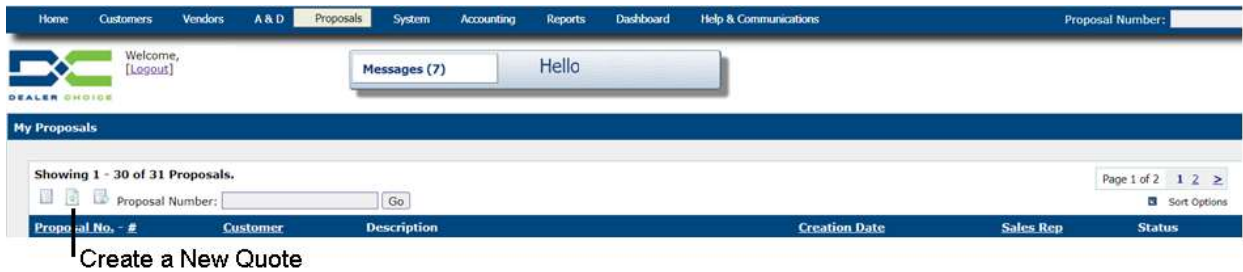 Home Customers Vendors A & D Proposals System Accounting Reports Dashboard Help & Communications Proposal Number:
Welcome,
[Logout]
Messages (7) Hello
DEALER CHOICE
My Proposals
Showing 1 - 30 of 31 Proposals.
Page 1 of 2 1 2 >
Proposal Number: Go
Sort Options
Proposal No. - # Customer Description Creation Date Sales Rep Status
Create a New Quote